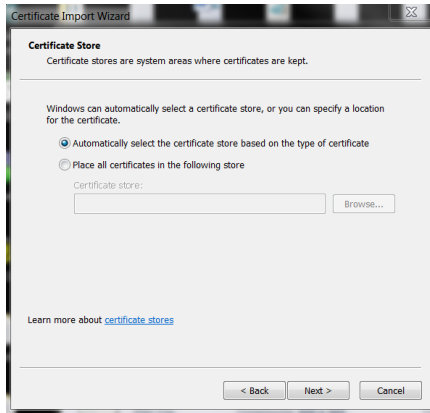 Certificate Import Wizard
Certificate Store
Certificate stores are system areas where certificates are kept.
Windows can automatically select a certificate store, or you can specify a location
for the certificate.
Automatically select the certificate store based on the type of certificate
Place all certificates in the following store
Certificate store:
Browse...
Learn more about certificate stores
< Back Next > Cancel